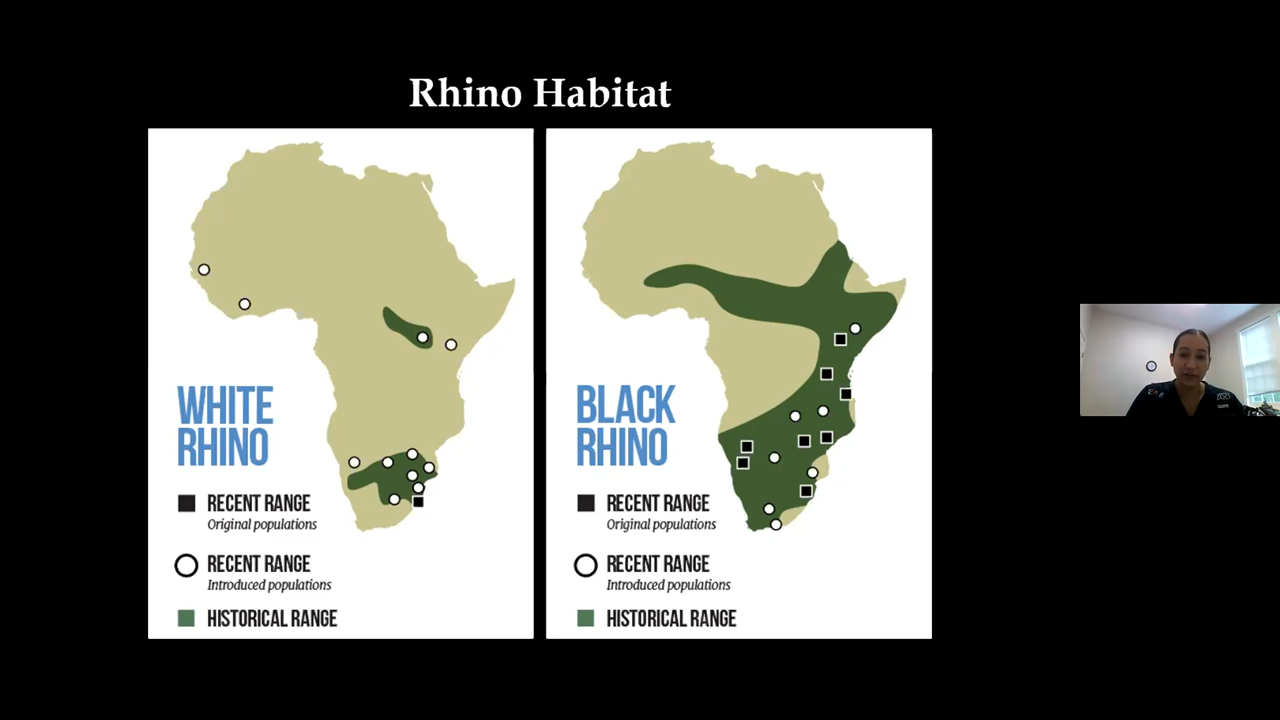 Rhino Habitat
WHITE
RHINO
RECENT RANGE
Original populations
RECENT RANGE
Introduced populations
HISTORICAL RANGE
BLACK
RHINO
RECENT RANGE
Original populations
RECENT RANGE
Introduced populations
HISTORICAL RANGE